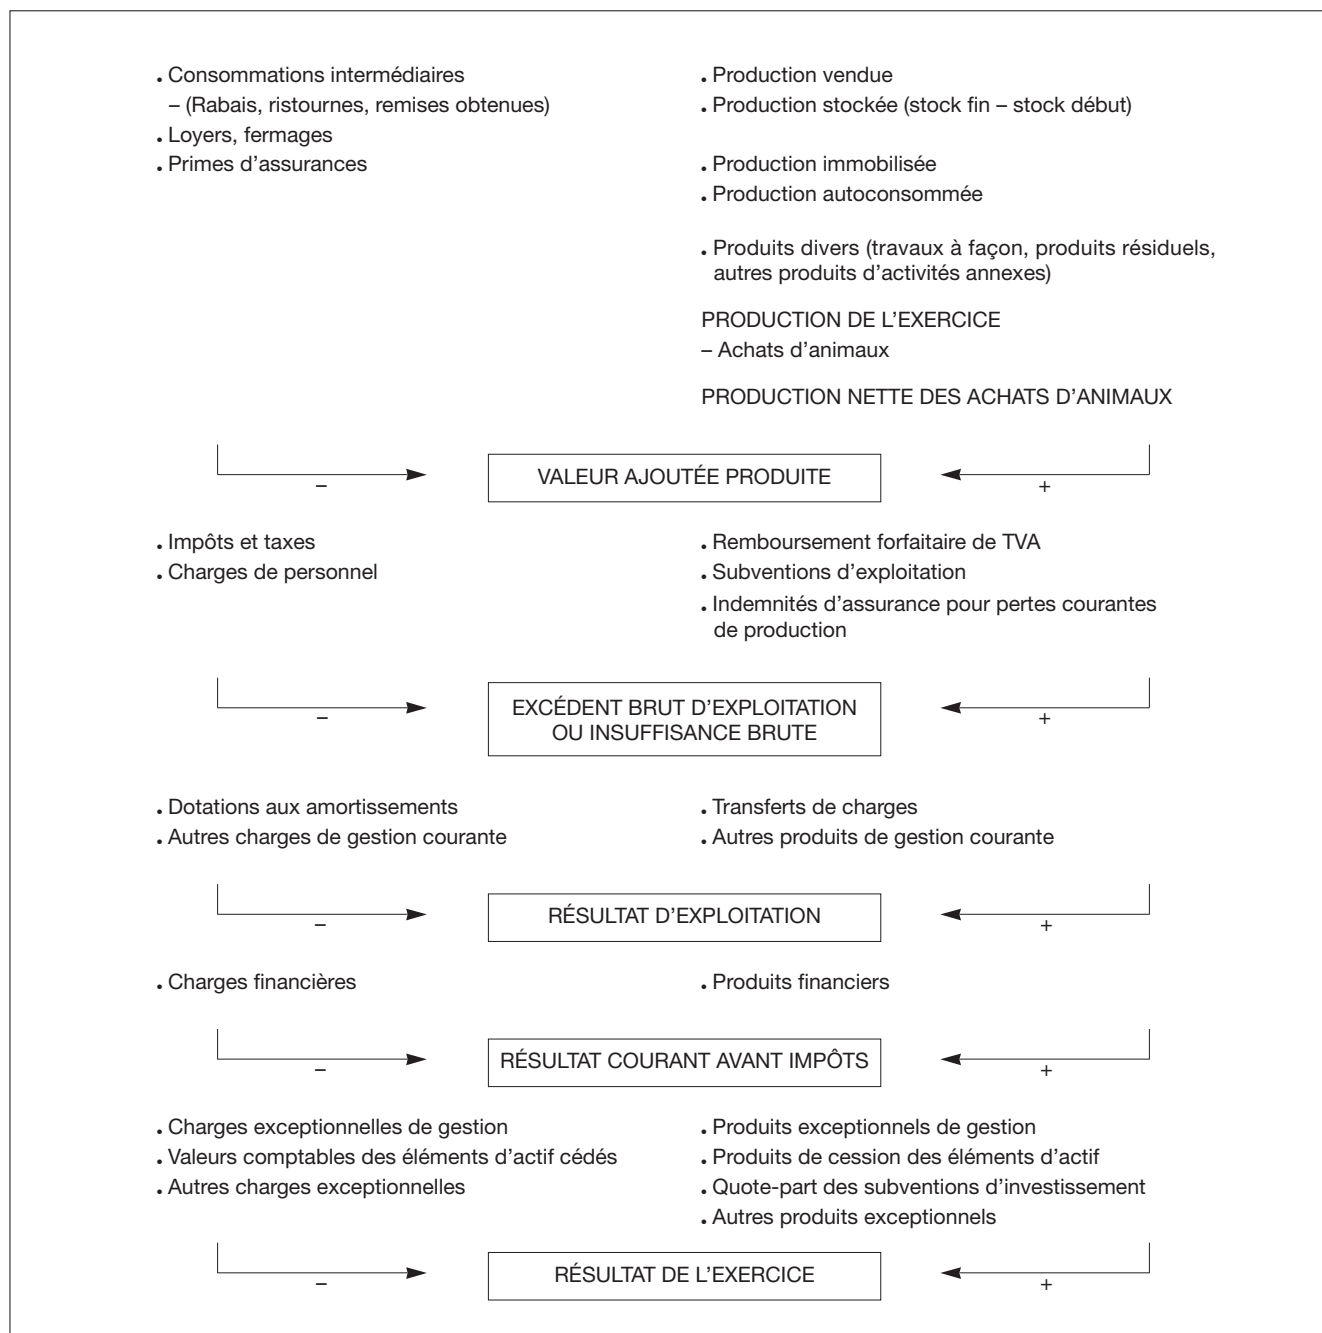 . Consommations intermédiaires
– (Rabais, ristournes, remises obtenues)
. Loyers, fermages
. Primes d'assurances
. Production vendue
. Production stockée (stock fin – stock début)
. Production immobilisée
. Production autoconsommée
. Produits divers (travaux à façon, produits résiduels,
autres produits d'activités annexes)
PRODUCTION DE L'EXERCICE
– Achats d'animaux
PRODUCTION NETTE DES ACHATS D'ANIMAUX
–
VALEUR AJOUTÉE PRODUITE
+
. Impôts et taxes
. Charges de personnel
. Remboursement forfaitaire de TVA
. Subventions d'exploitation
. Indemnités d'assurance pour pertes courantes
de production
–
EXCÉDENT BRUT D'EXPLOITATION
OU INSUFFISANCE BRUTE
+
. Dotations aux amortissements
. Autres charges de gestion courante
. Transferts de charges
. Autres produits de gestion courante
–
RÉSULTAT D'EXPLOITATION
+
. Charges financières
. Produits financiers
–
RÉSULTAT COURANT AVANT IMPÔTS
+
. Charges exceptionnelles de gestion
. Valeurs comptables des éléments d'actif cédés
. Autres charges exceptionnelles
. Produits exceptionnels de gestion
. Produits de cession des éléments d'actif
. Quote-part des subventions d'investissement
. Autres produits exceptionnels
–
RÉSULTAT DE L'EXERCICE
+